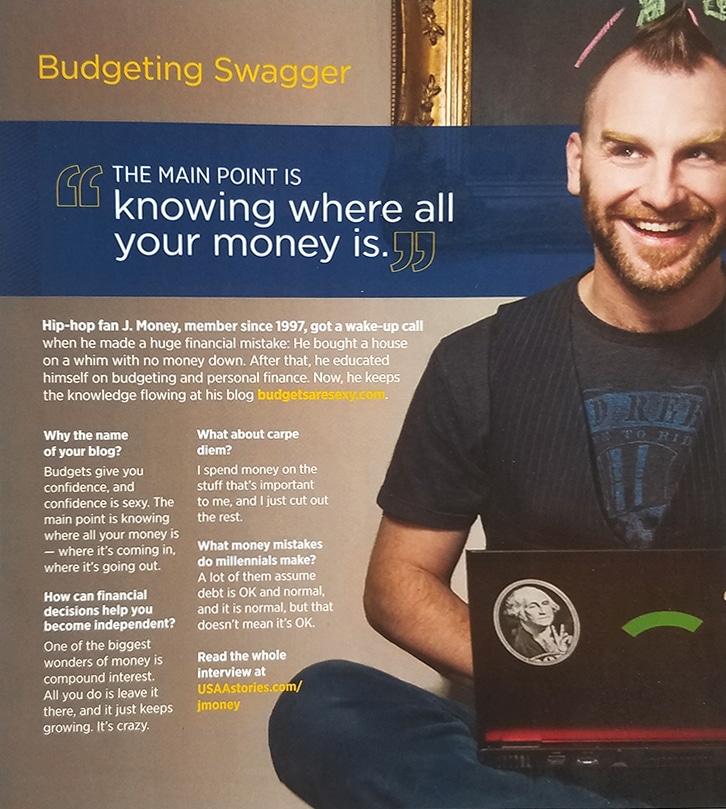 Budgeting Swagger
“THE MAIN POINT IS
knowing where all
your money is.”
Hip-hop fan J. Money, member since 1997, got a wake-up call
when he made a huge financial mistake: He bought a house
on a whim with no money down. After that, he educated
himself on budgeting and personal finance. Now, he keeps
the knowledge flowing at his blog budgetsaresexy.com.
Why the name
of your blog?
Budgets give you
confidence, and
confidence is sexy. The
main point is knowing
where all your money is
— where it's coming in,
where it's going out.
How can financial
decisions help you
become independent?
One of the biggest
wonders of money is
compound interest.
All you do is leave it
there, and it just keeps
growing. It's crazy.
What about carpe
diem?
I spend money on the
stuff that's important
to me, and I just cut out
the rest.
What money mistakes
do millennials make?
A lot of them assume
debt is OK and normal,
and it is normal, but that
doesn't mean it's OK.
Read the whole
interview at
USAAstories.com/
jmoney